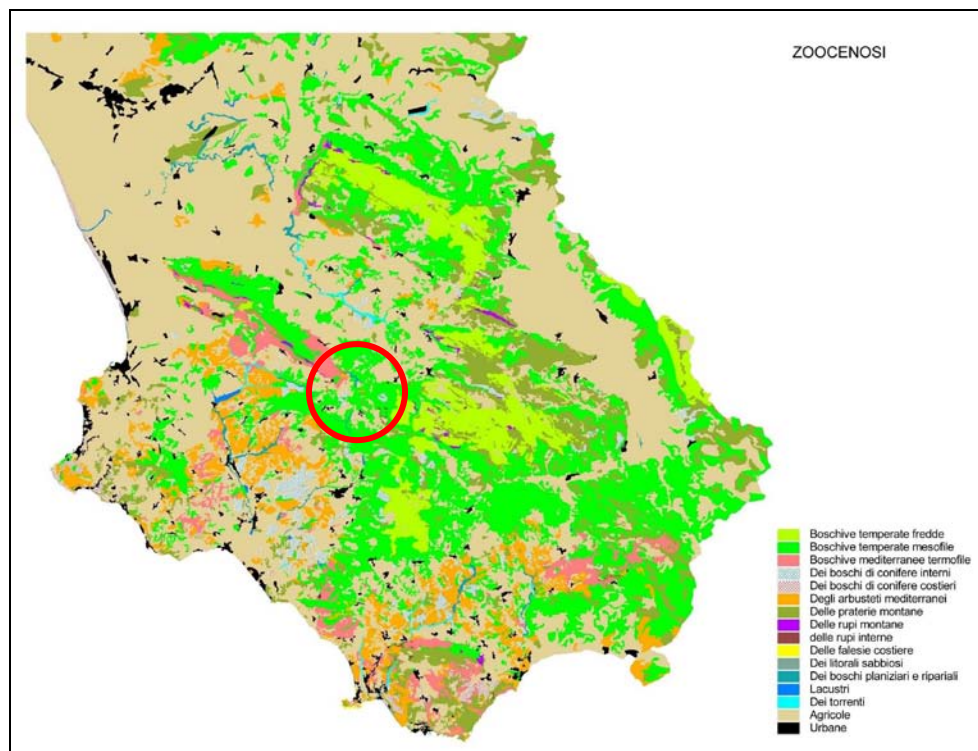 ZOOCENOSI
Boschive temperate fredde
Boschive temperate mesofile
Boschive mediterranee termofile
Dei boschi di conifere interni
Dei boschi di conifere costieri
Degli arbusteti mediterranei
Delle praterie montane
Delle rupi montane
delle rupi interne
Delle falesie costiere
Dei litorali sabbiosi
Dei boschi planiziari e ripariali
Lacustri
Dei torrenti
Agricole
Urbane